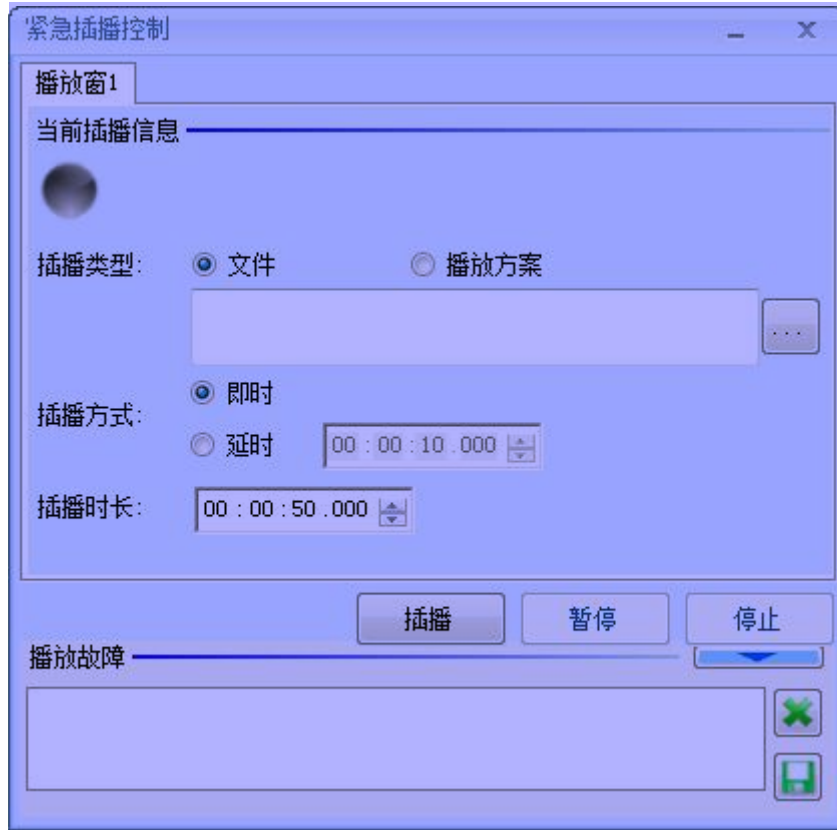 紧急插播控制
播放窗1
当前插播信息
插播类型: 文件 播放方案
...
插播方式: 即时
延时 00 : 00 : 10 .000
插播时长: 00 : 00 : 50 .000
插播 暂停 停止
播放故障